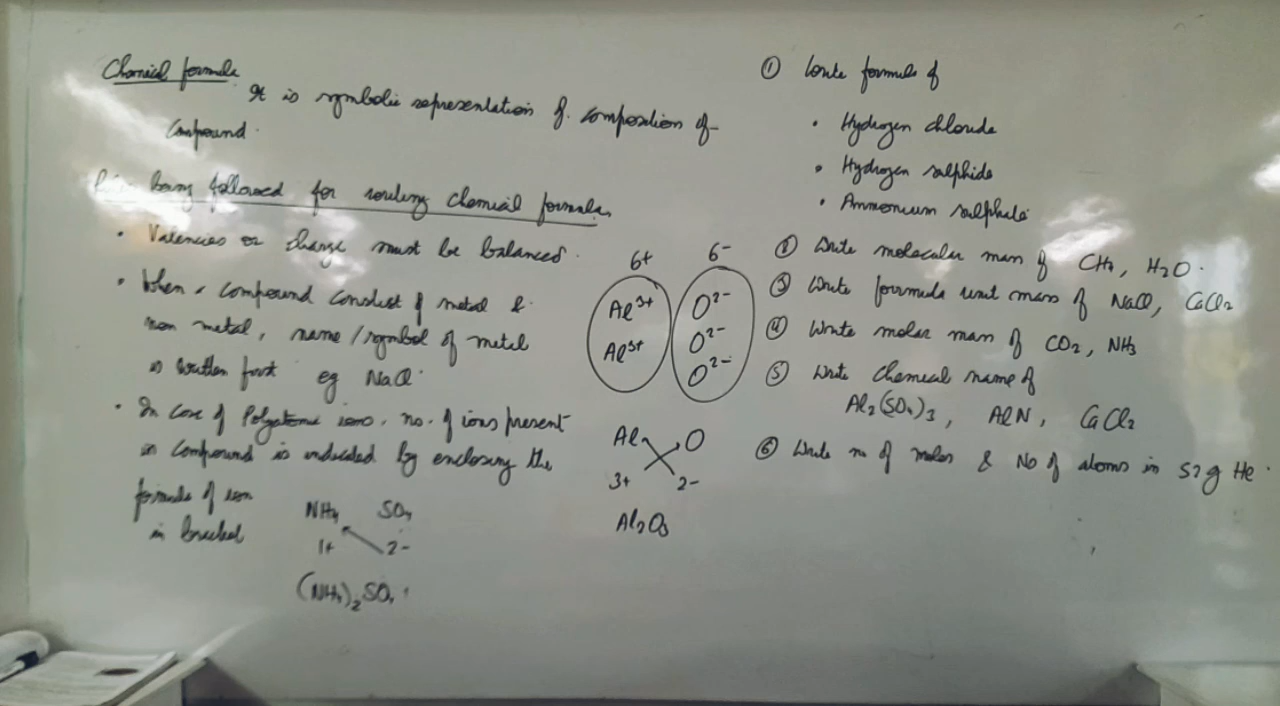 Chemical formula
It is symbolic representation of composition of
Compound.
being followed for writing Chemical formula
• Valencies or Charge must be balanced.
• When a compound consist of metal &
non metal, name/symbol of metal
is written first eg NaCl
• In case of Polyatomic ions, no. of ions present
in compound is indicated by enclosing the
formula of ion
in bracket
NH4 SO4
1+ 2-
(NH4)2 SO4
6+ 6-
Al3+ O2-
Al3+ O2-
O2-
Al O
3+ 2-
Al2O3
① Write formula of
• Hydrogen chloride
• Hydrogen sulphide
• Ammonium sulphate
② Write molecular mass of CH4, H2O.
③ Write formula unit mass of NaCl, CaCl2
④ Write molar mass of CO2, NH3
⑤ Write Chemical name of
Al2(SO4)3, AlN, CaCl2
⑥ Write no of moles & No of atoms in 52g He.